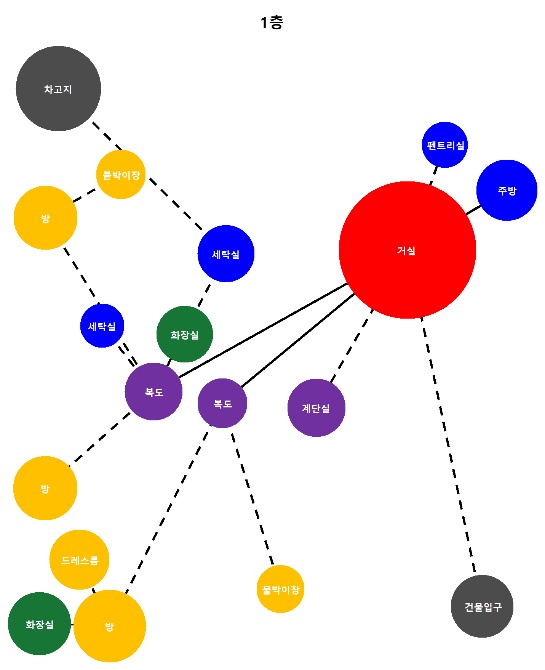 1층
차고지
펜트리실
붙박이장
주방
방
거실
세탁실
세탁실
화장실
복도
복도
계단실
방
드레스룸
붙박이장
건물입구
화장실
방